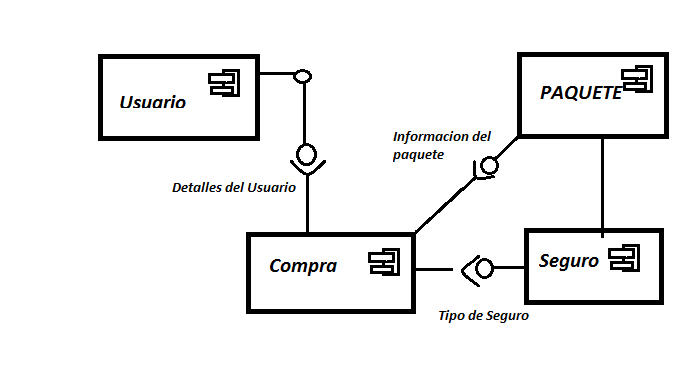 Usuario
PAQUETE
Informacion del
paquete
Detalles del Usuario
Compra
Seguro
Tipo de Seguro